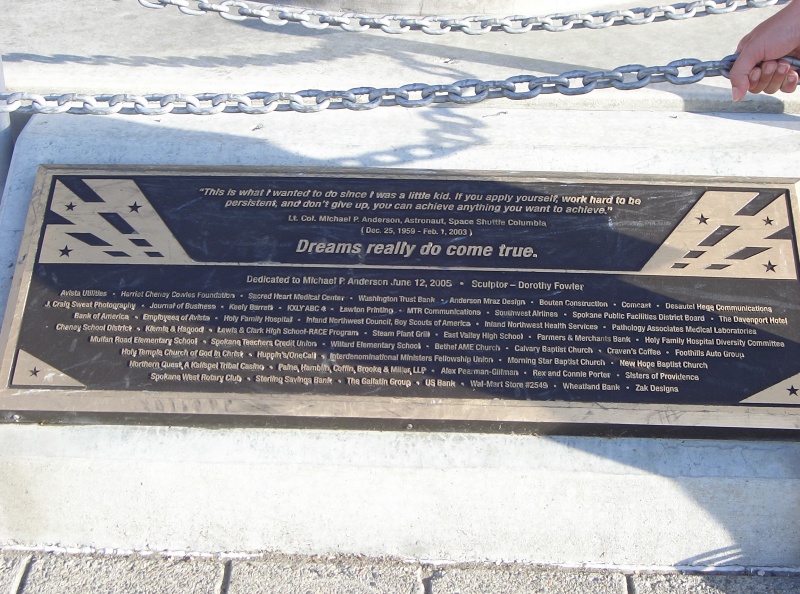 "This is what I wanted to do since I was a little kid. If you apply yourself, work hard to be
persistent, and don't give up, you can achieve anything you want to achieve."
Lt. Col. Michael P. Anderson, Astronaut, Space Shuttle Columbia
( Dec. 25, 1959 - Feb. 1, 2003 )
Dreams really do come true.
Dedicated to Michael P. Anderson June 12, 2005 • Sculptor – Dorothy Fowler
Avista Utilities • Harriet Cheney Cowles Foundation • Sacred Heart Medical Center • Washington Trust Bank • Anderson Mraz Design • Bouten Construction • Comcast • Desautel Hege Communications
J. Craig Sweat Photography • Journal of Business • Keely Barrett • KXLY ABC 4 • Lawton Printing • MTR Communications • Southwest Airlines • Spokane Public Facilities District Board • The Davenport Hotel
Bank of America • Employees of Avista • Holy Family Hospital • Inland Northwest Council, Boy Scouts of America • Inland Northwest Health Services • Pathology Associates Medical Laboratories
Cheney School District • Klemis & Hagood • Lewis & Clark High School-RACE Program • Steam Plant Grill • East Valley High School • Farmers & Merchants Bank • Holy Family Hospital Diversity Committee
Mullan Road Elementary School • Spokane Teachers Credit Union • Willard Elementary School • Bethel AME Church • Calvary Baptist Church • Craven's Coffee • Foothills Auto Group
Holy Temple Church of God in Christ • Huppin's/OneCall • Interdenominational Ministers Fellowship Union • Morning Star Baptist Church • New Hope Baptist Church
Northern Quest, A Kalispel Tribal Casino • Paine, Hamblin, Coffin, Brooke & Miller, LLP • Alex Pearman-Gillman • Rex and Connie Porter • Sisters of Providence
Spokane West Rotary Club • Sterling Savings Bank • The Gallatin Group • US Bank • Wal-Mart Store #2549 • Wheatland Bank • Zak Designs